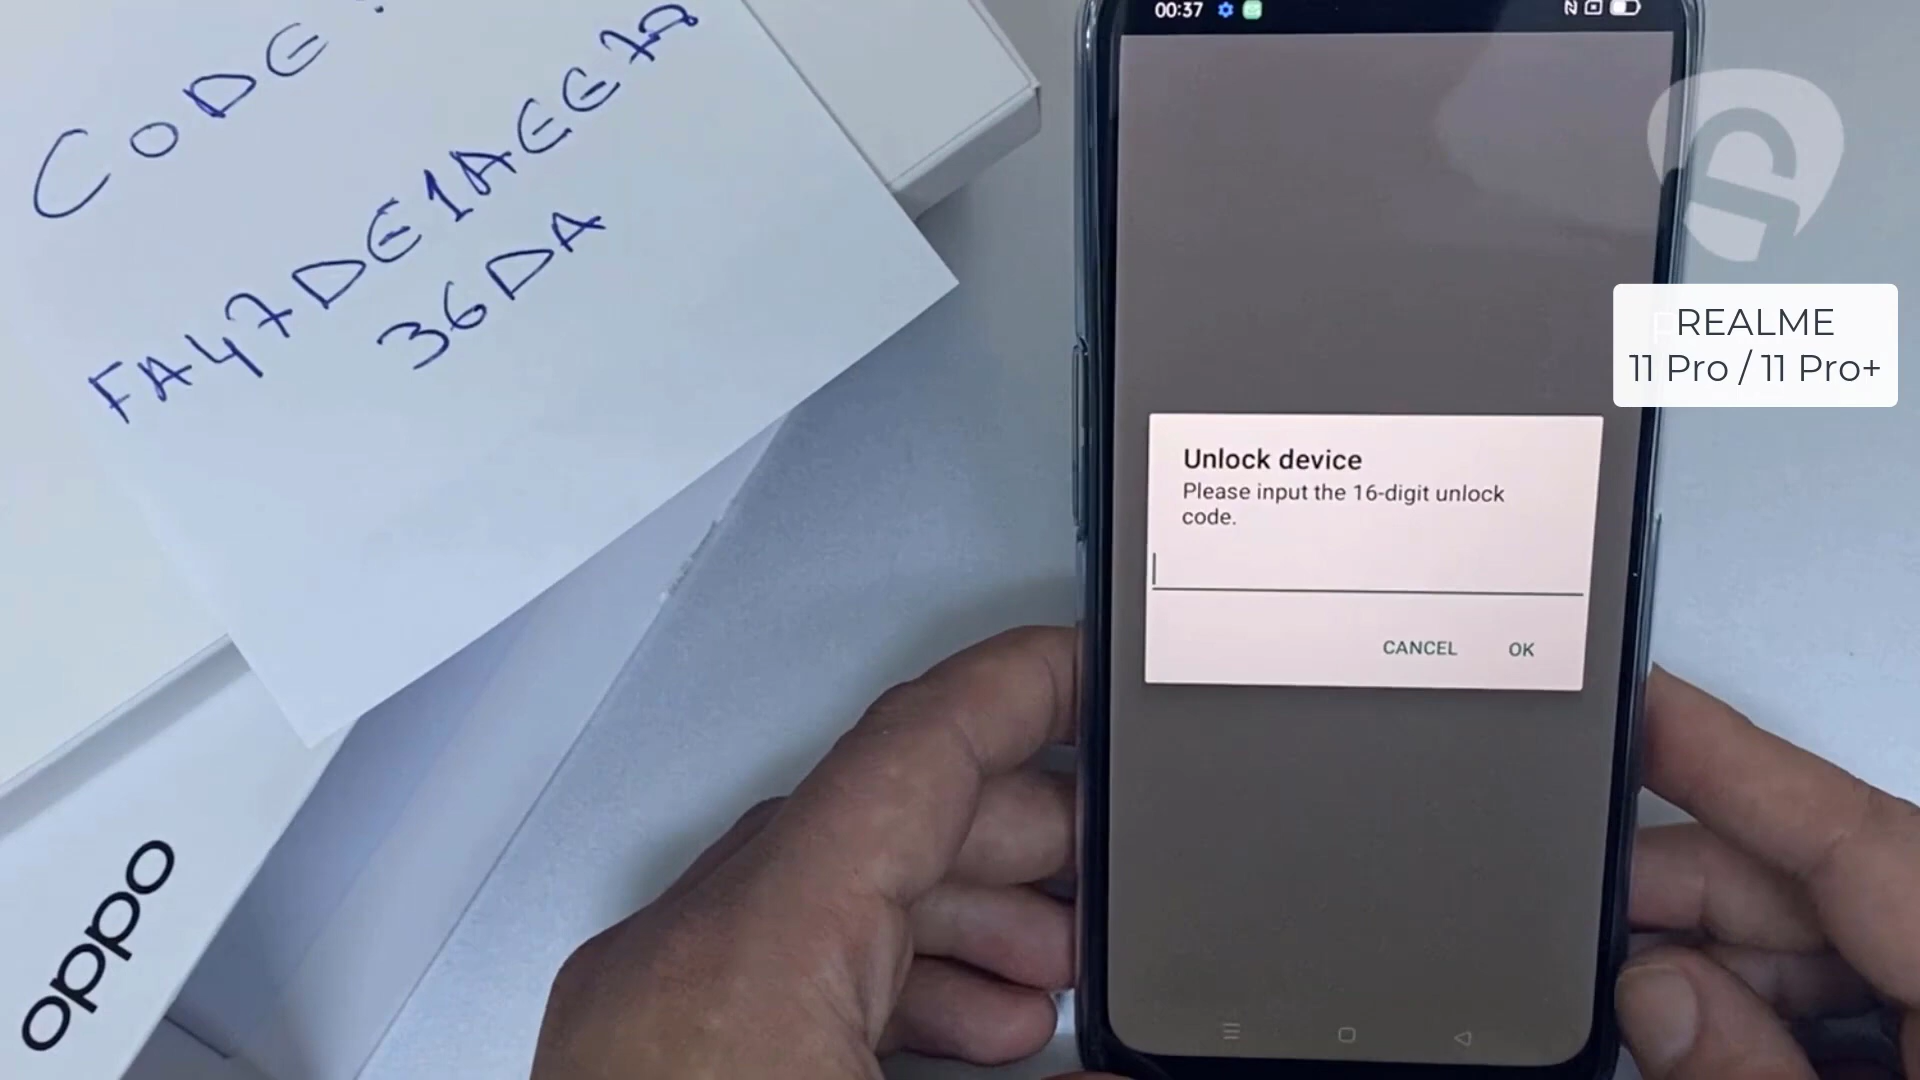 CODE:
FA47DE1AEE78
36DA
oppo
00:37
REALME
11 Pro / 11 Pro+
Unlock device
Please input the 16-digit unlock
code.
CANCEL
OK